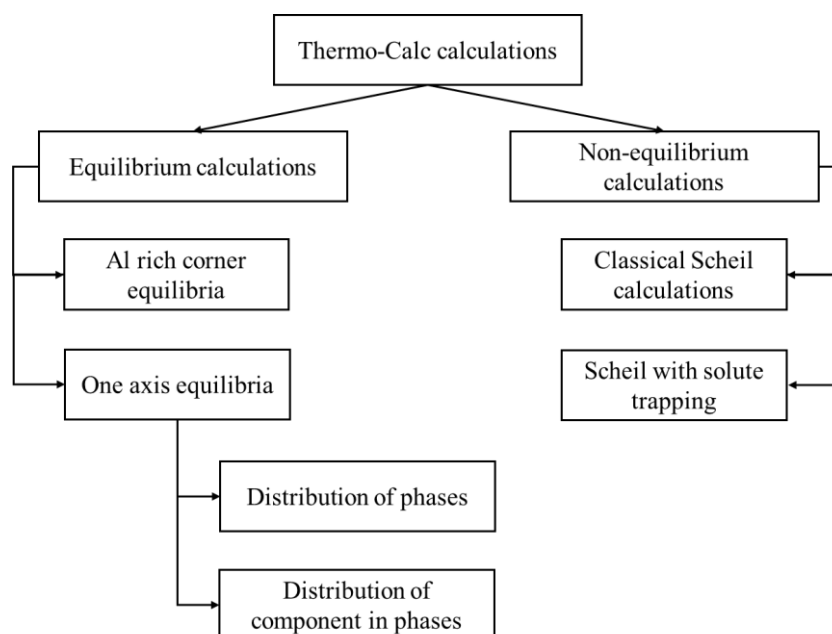 Thermo-Calc calculations
Equilibrium calculations
Non-equilibrium
calculations
Al rich corner
equilibria
Classical Scheil
calculations
One axis equilibria
Scheil with solute
trapping
Distribution of phases
Distribution of
component in phases